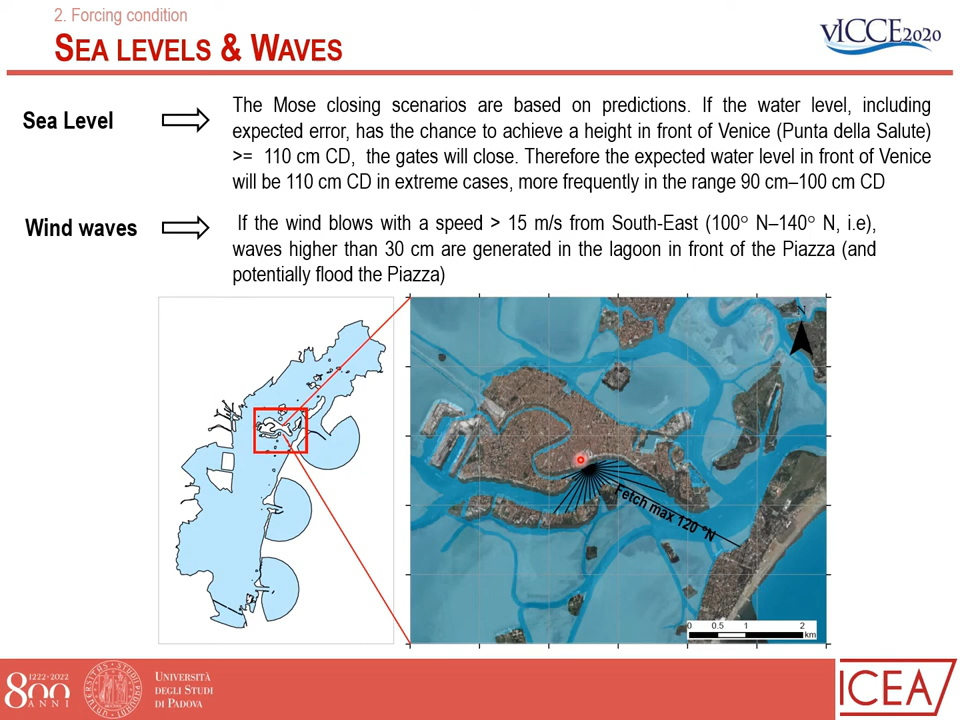 2. Forcing condition
SEA LEVELS & WAVES
vICCE2020
Sea Level
The Mose closing scenarios are based on predictions. If the water level, including
expected error, has the chance to achieve a height in front of Venice (Punta della Salute)
>= 110 cm CD, the gates will close. Therefore the expected water level in front of Venice
will be 110 cm CD in extreme cases, more frequently in the range 90 cm–100 cm CD
Wind waves
If the wind blows with a speed > 15 m/s from South-East (100° N–140° N, i.e),
waves higher than 30 cm are generated in the lagoon in front of the Piazza (and
potentially flood the Piazza)
N
Fetch max 120 °N
0 0.5 1 2
km
1222·2022
800
ANNI
UNIVERSITÀ
DEGLI STUDI
DI PADOVA
ICEA